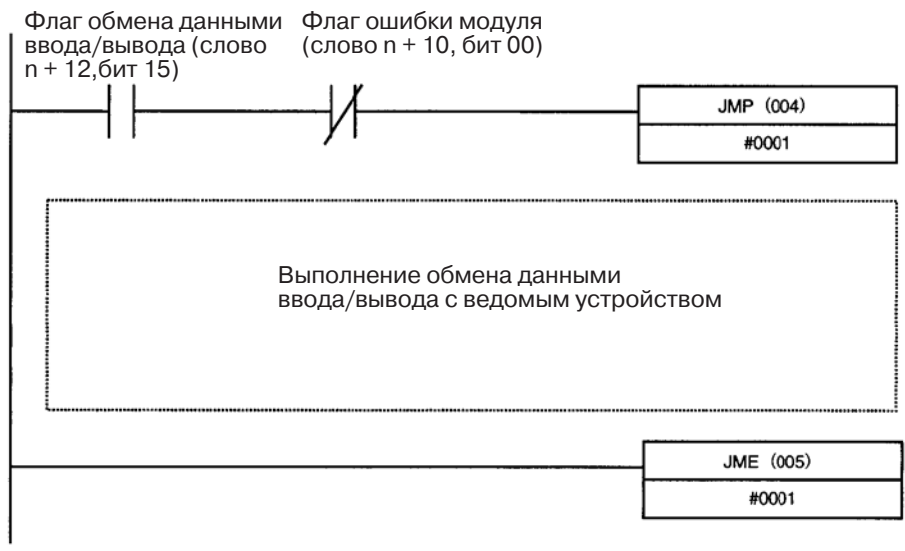 Флаг обмена данными
ввода/вывода (слово
n + 12,бит 15)
Флаг ошибки модуля
(слово n + 10, бит 00)
JMP (004)
#0001
Выполнение обмена данными
ввода/вывода с ведомым устройством
JME (005)
#0001